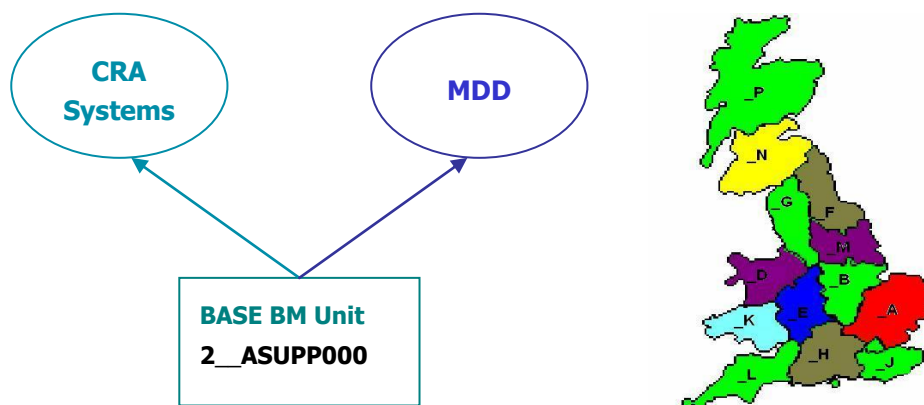 CRA
Systems
MDD
BASE BM Unit
2__ASUPP000
_P
_N
_G
_F
_M
_D
_B
_A
_K
_E
_H
_J
_L